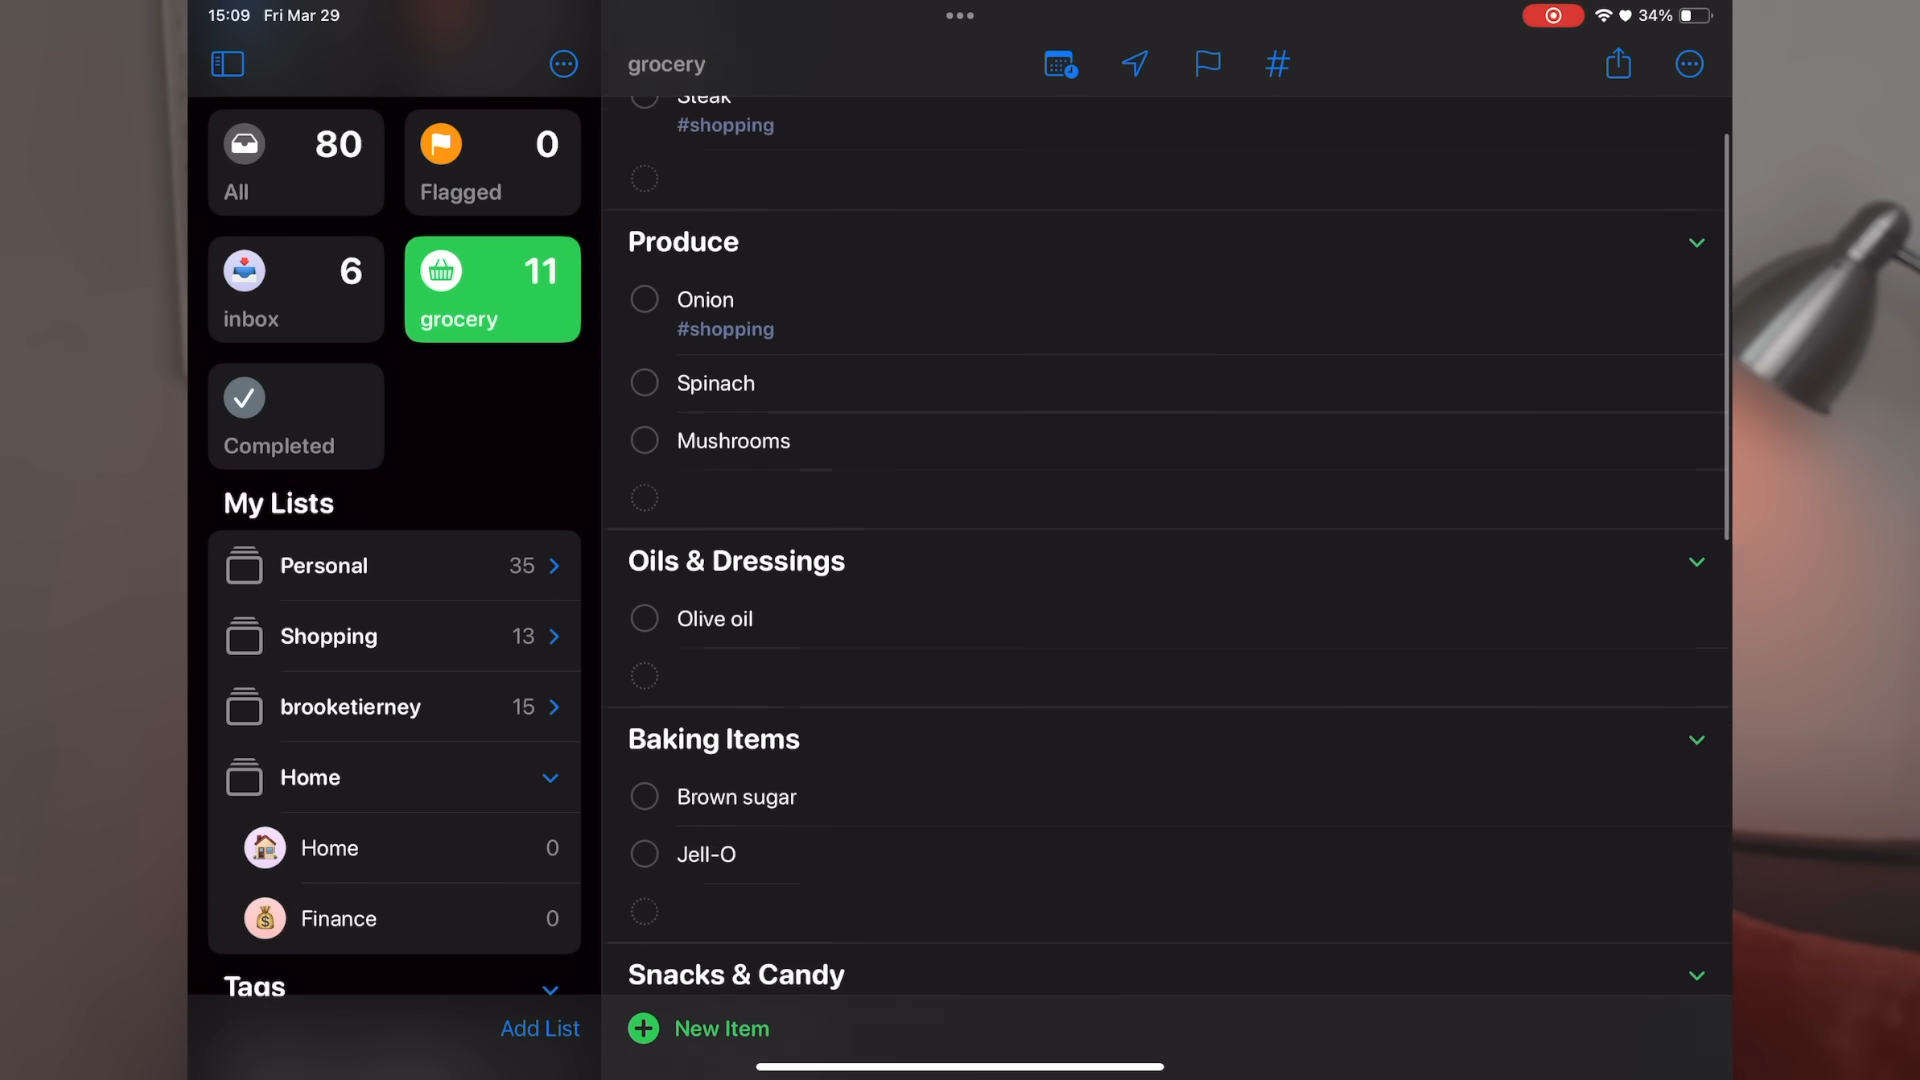 15:09 Fri Mar 29
34%
80
All
0
Flagged
6
inbox
11
grocery
Completed
My Lists
Personal 35
Shopping 13
brooketierney 15
Home
Home 0
Finance 0
Tags
Add List
grocery
#
Steak
#shopping
Produce
Onion
#shopping
Spinach
Mushrooms
Oils & Dressings
Olive oil
Baking Items
Brown sugar
Jell-O
Snacks & Candy
New Item